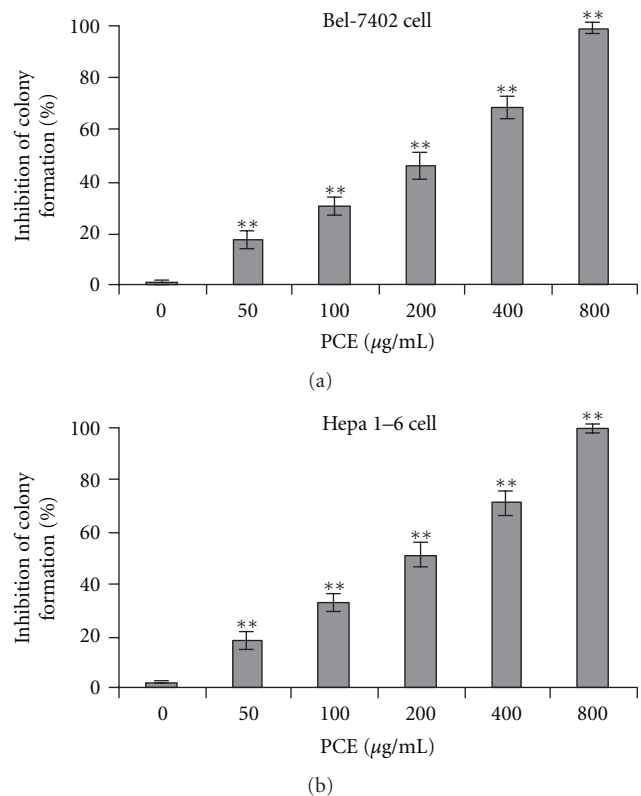 Bel-7402 cell
Inhibition of colony
formation (%)
100
80
60
40
20
0
**
**
**
**
**
0 50 100 200 400 800
PCE (µg/mL)
(a)
Hepa 1–6 cell
Inhibition of colony
formation (%)
100
80
60
40
20
0
**
**
**
**
**
0 50 100 200 400 800
PCE (µg/mL)
(b)